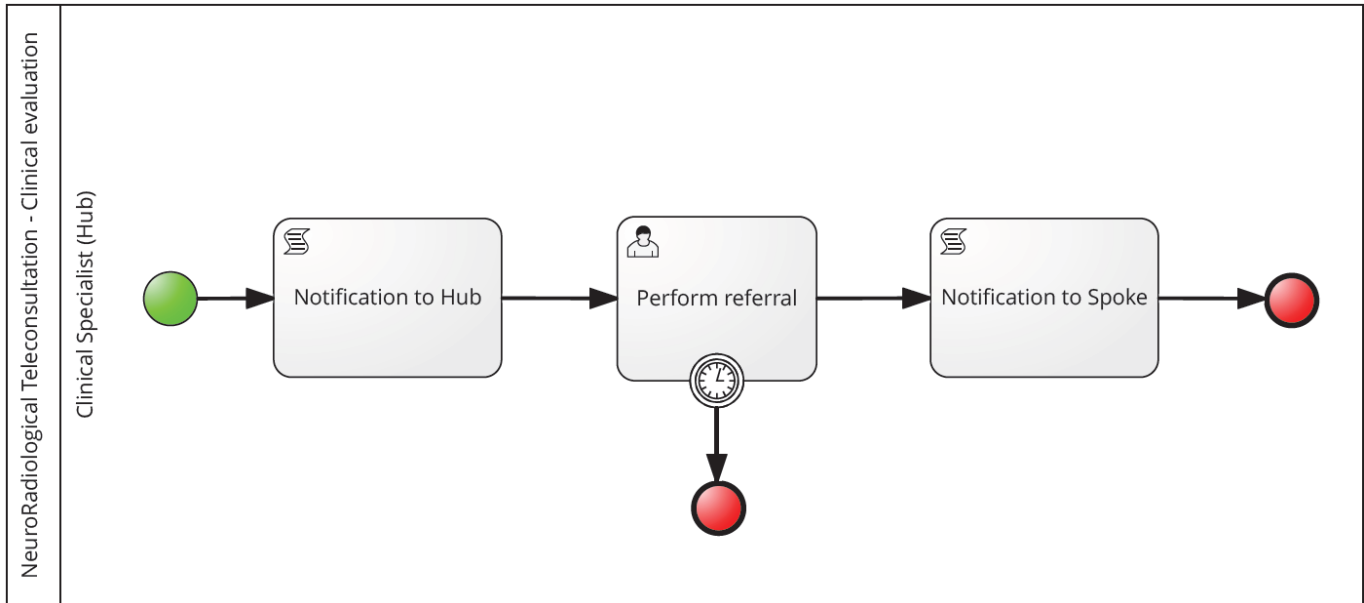 NeuroRadiological Teleconsultation - Clinical evaluation
Clinical Specialist (Hub)
Notification to Hub
Perform referral
Notification to Spoke